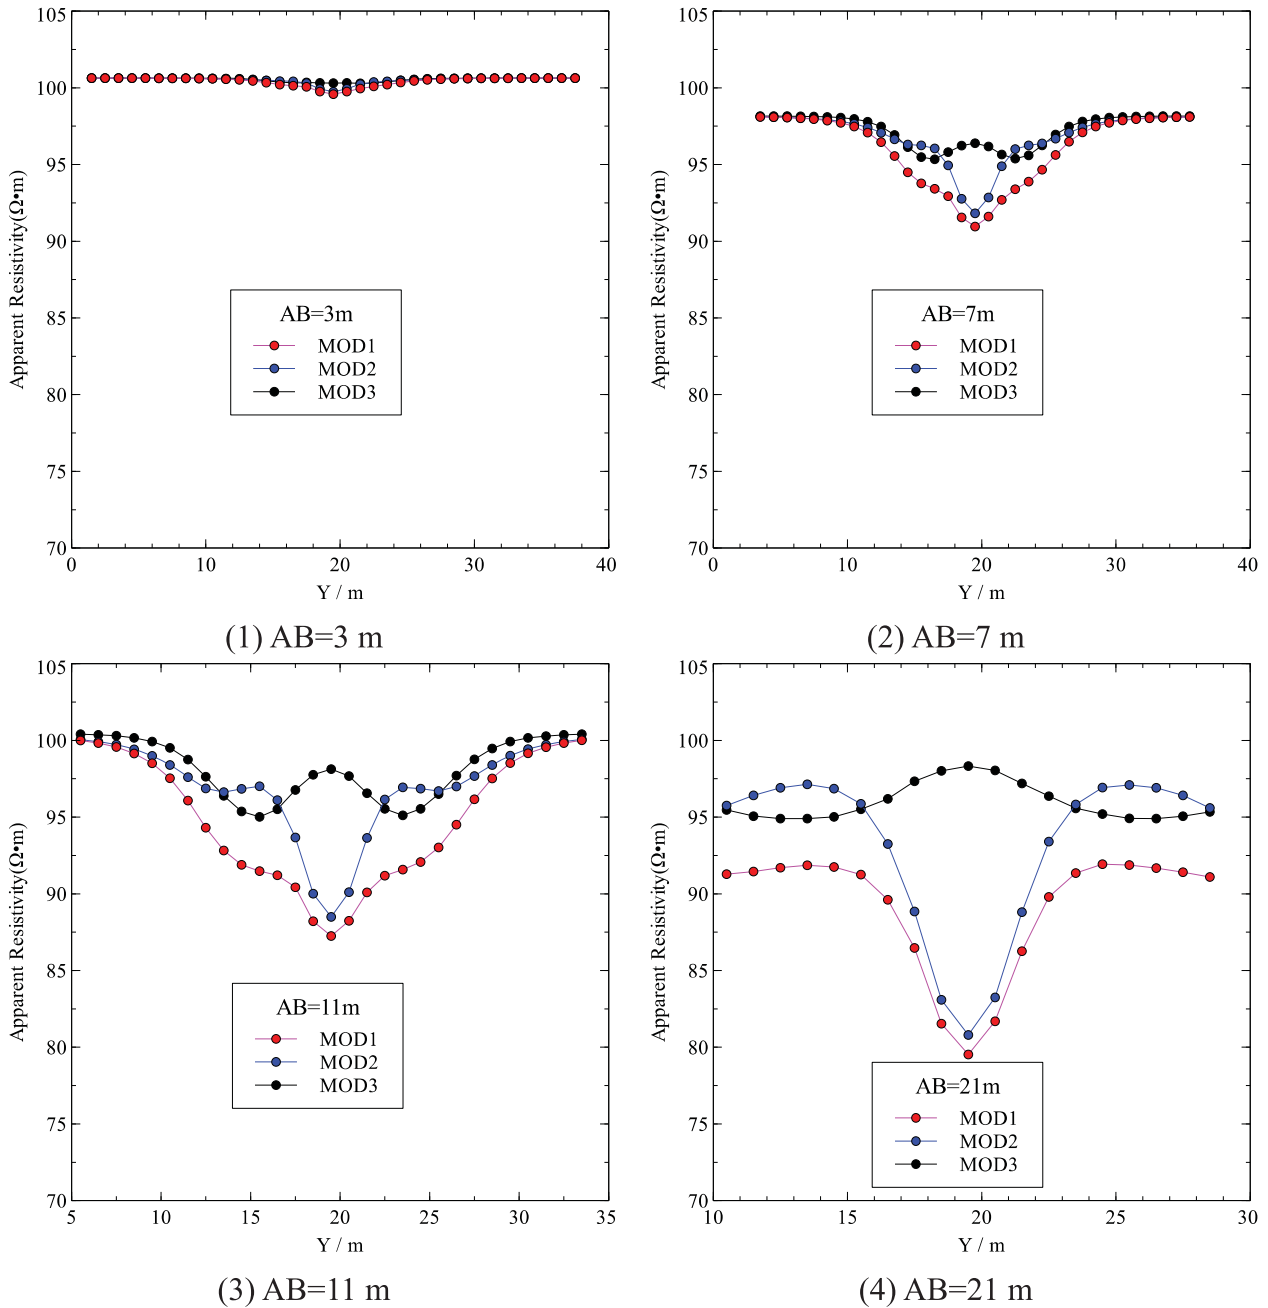 105
100
95
90
85
80
75
70
Apparent Resistivity(Ω•m)
AB=3m
MOD1
MOD2
MOD3
0 10 20 30 40
Y / m
(1) AB=3 m
105
100
95
90
85
80
75
70
Apparent Resistivity(Ω•m)
AB=7m
MOD1
MOD2
MOD3
0 10 20 30 40
Y / m
(2) AB=7 m
105
100
95
90
85
80
75
70
Apparent Resistivity(Ω•m)
AB=11m
MOD1
MOD2
MOD3
5 10 15 20 25 30 35
Y / m
(3) AB=11 m
105
100
95
90
85
80
75
70
Apparent Resistivity(Ω•m)
AB=21m
MOD1
MOD2
MOD3
10 15 20 25 30
Y / m
(4) AB=21 m